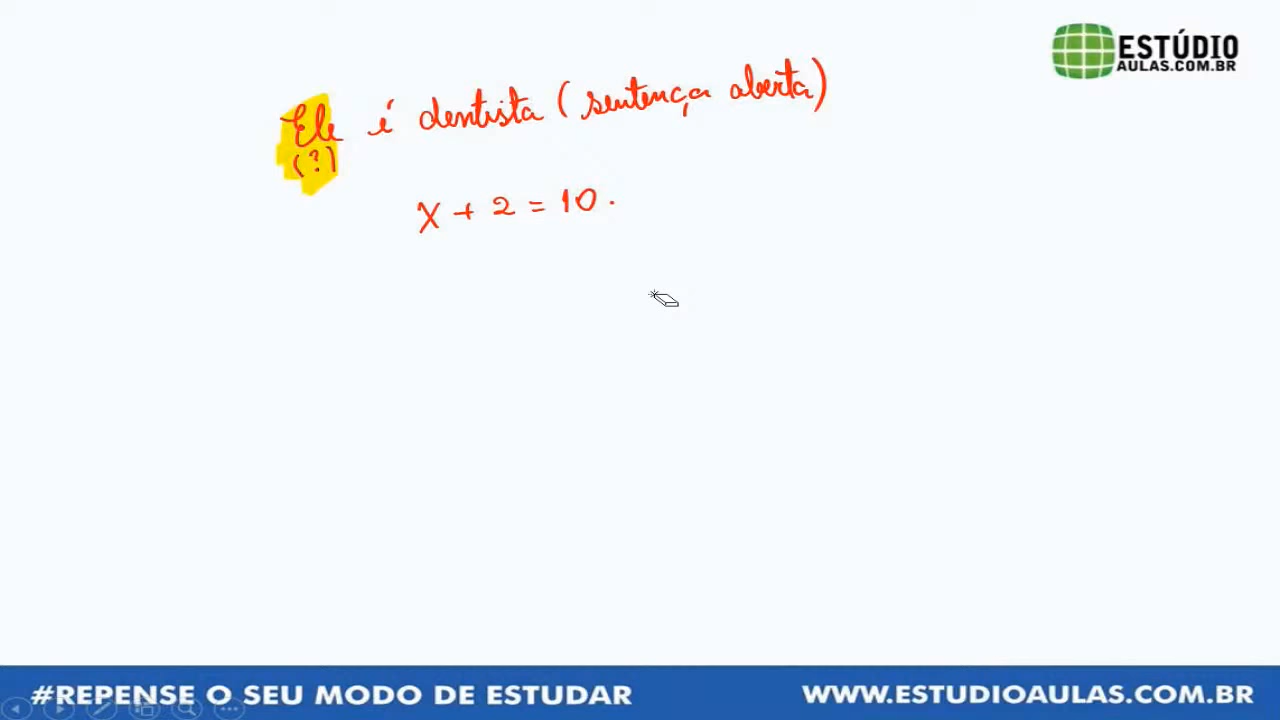 ESTÚDIO
AULAS.COM.BR
Ele é dentista (sentença aberta)
(?)
x + 2 = 10.
#REPENSE O SEU MODO DE ESTUDAR
WWW.ESTUDIOAULAS.COM.BR